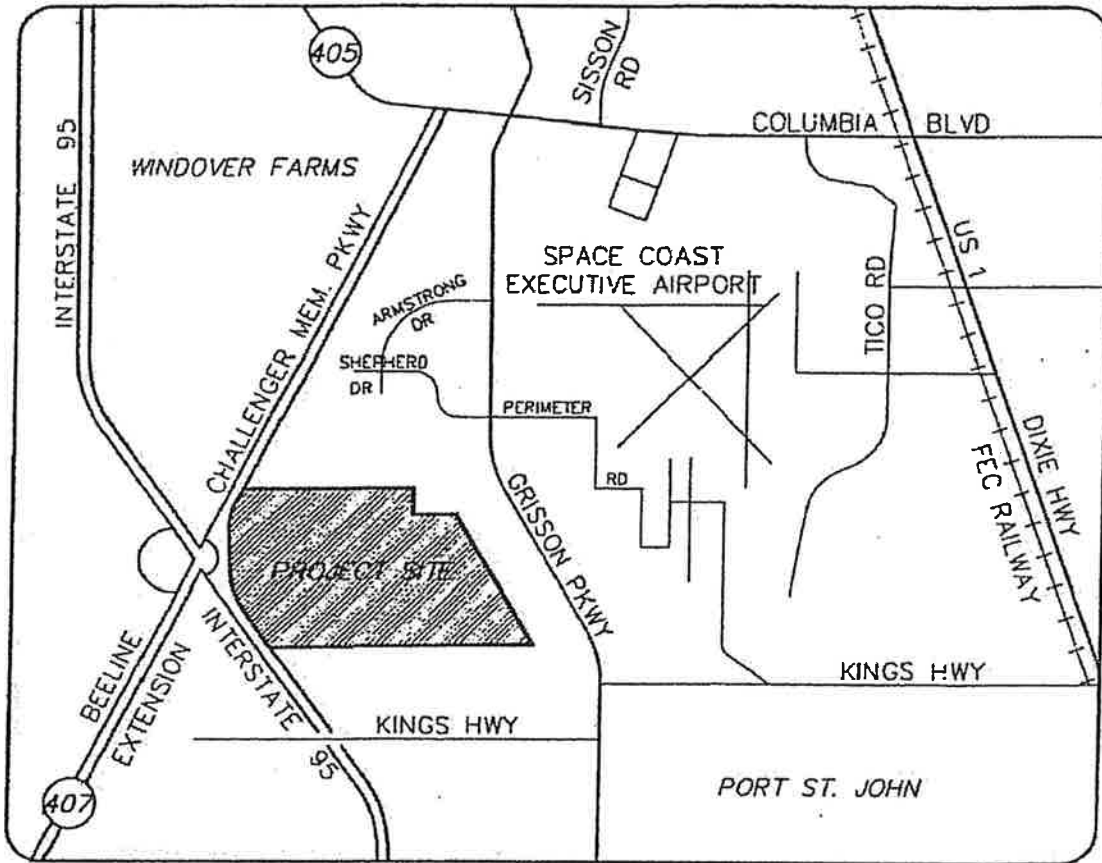 405
SISSON
RD
COLUMBIA BLVD
INTERSTATE 95
WINDOVER FARMS
CHALLENGER MEM. PKWY
SPACE COAST
EXECUTIVE AIRPORT
US 1
TICO RD
ARMSTRONG
DR
SHEPHERD
DR
PERIMETER
RD
GRISSON PKWY
DIXIE HWY
FEC RAILWAY
PROJECT SITE
BEELINE
EXTENSION
INTERSTATE 95
KINGS HWY
KINGS HWY
PORT ST. JOHN
407